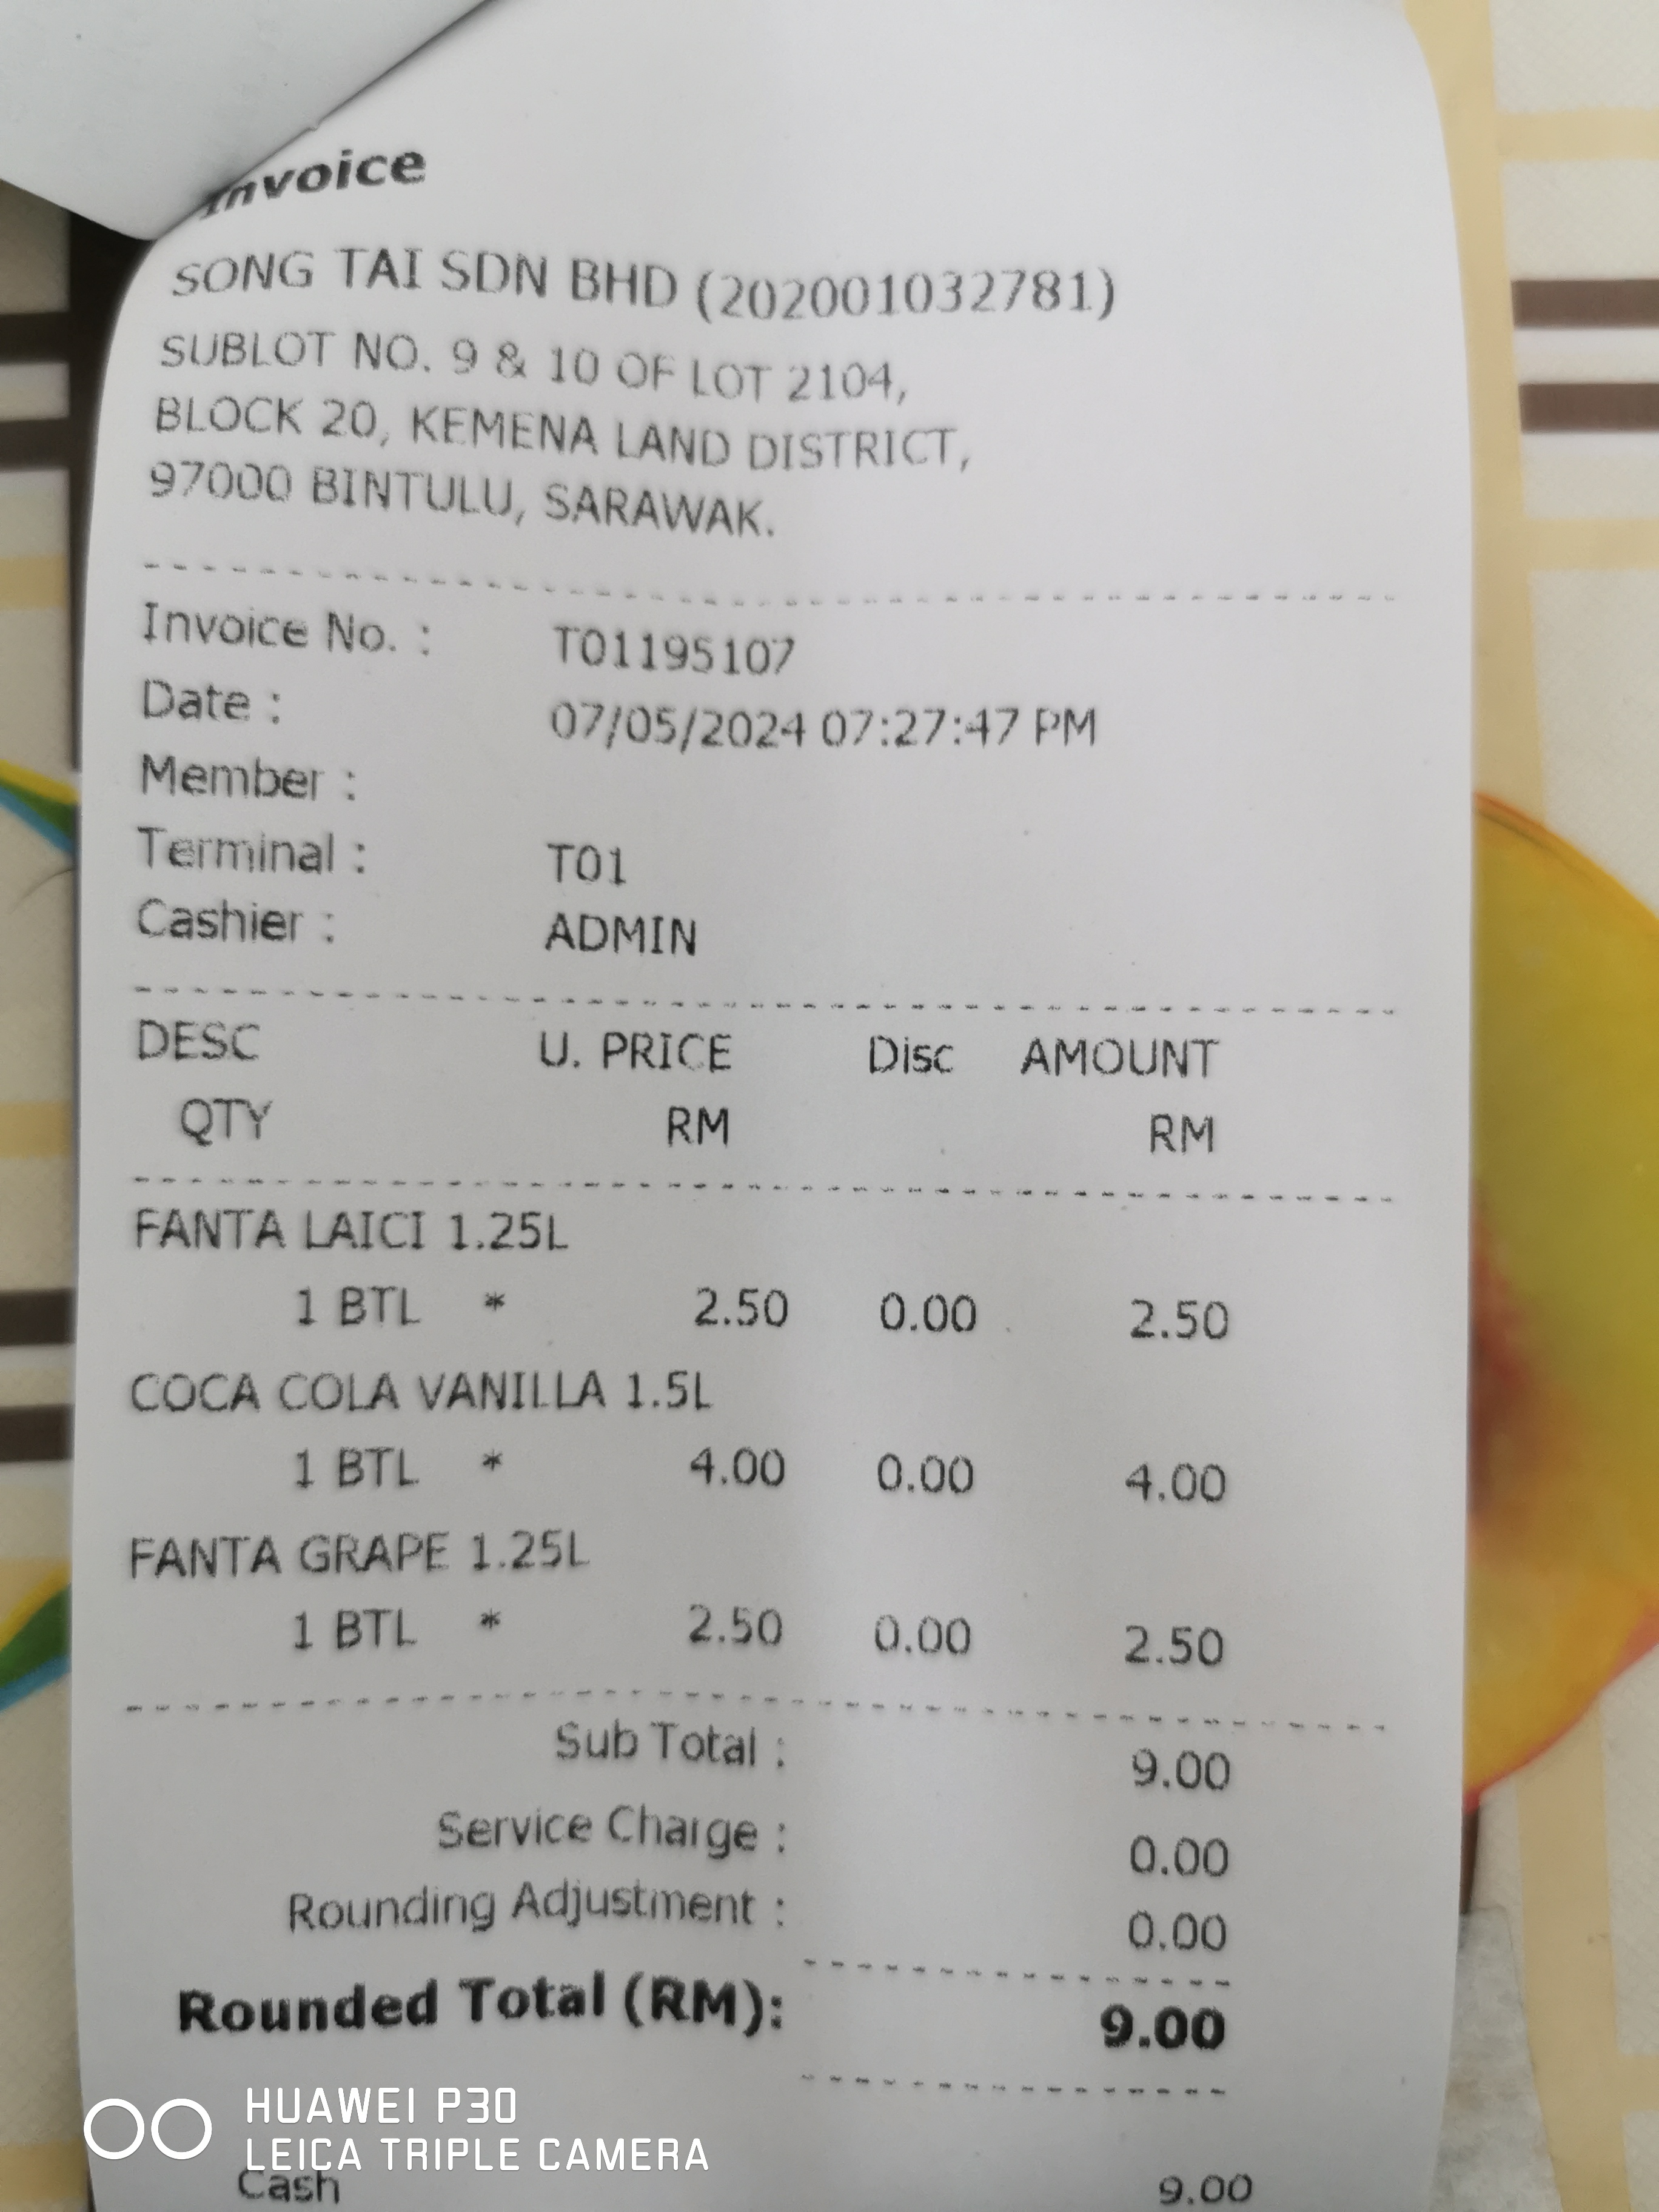 Invoice
SONG TAI SDN BHD (202001032781)
SUBLOT NO. 9 & 10 OF LOT 2104,
BLOCK 20, KEMENA LAND DISTRICT,
97000 BINTULU, SARAWAK.
Invoice No. : T01195107
Date : 07/05/2024 07:27:47 PM
Member :
Terminal : T01
Cashier : ADMIN
DESC U. PRICE Disc AMOUNT
QTY RM RM
FANTA LAICI 1.25L
1 BTL * 2.50 0.00 2.50
COCA COLA VANILLA 1.5L
1 BTL * 4.00 0.00 4.00
FANTA GRAPE 1.25L
1 BTL * 2.50 0.00 2.50
Sub Total : 9.00
Service Charge : 0.00
Rounding Adjustment : 0.00
Rounded Total (RM): 9.00
HUAWEI P30
LEICA TRIPLE CAMERA
Cash 9.00